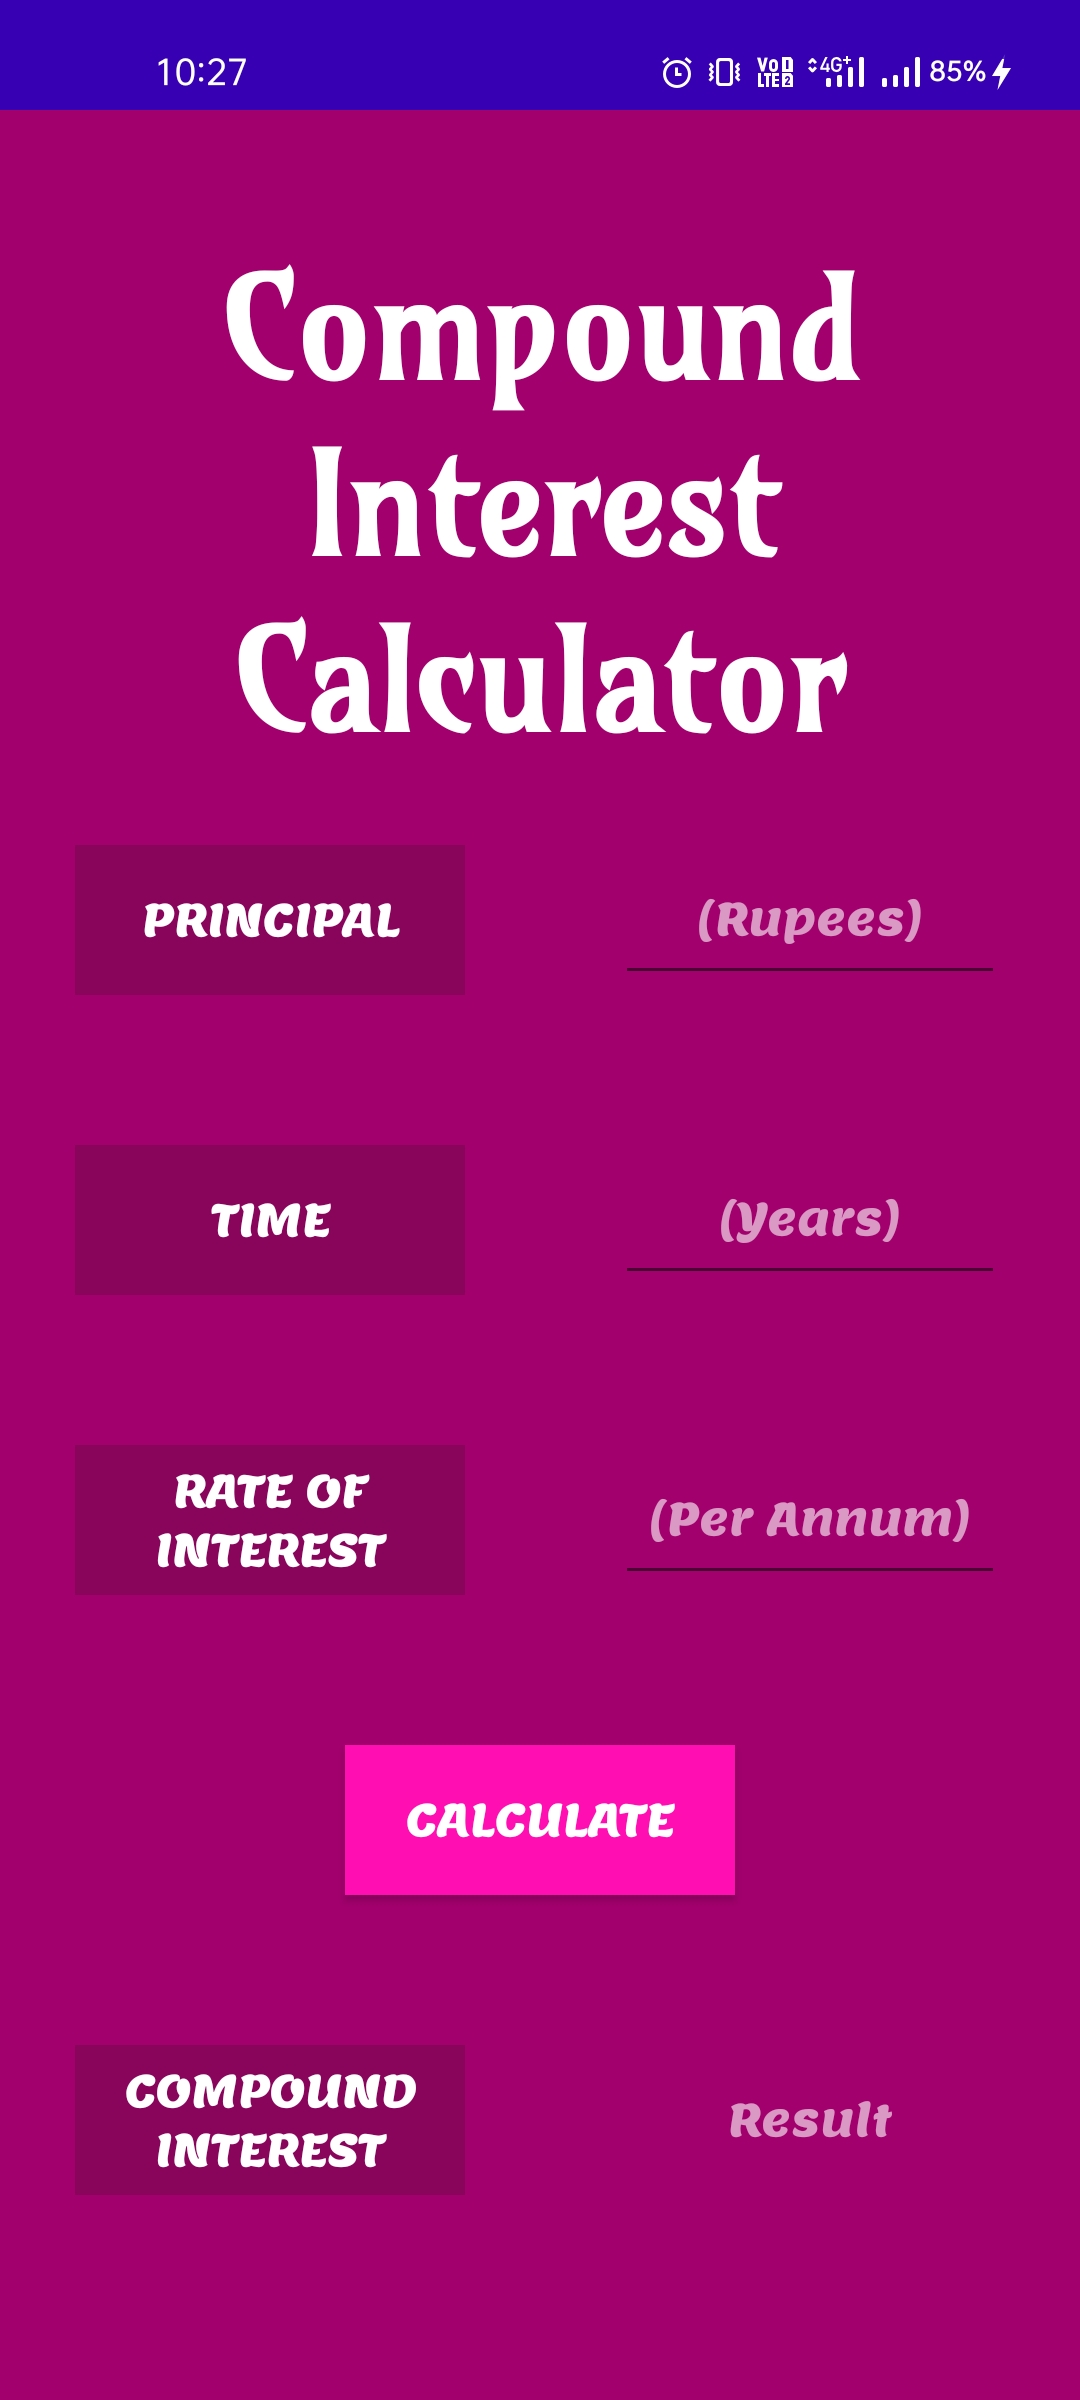 10:27 VoD LTE2 4G+ 85%
Compound
Interest
Calculator
PRINCIPAL (Rupees)
TIME (Years)
RATE OF
INTEREST (Per Annum)
CALCULATE
COMPOUND
INTEREST Result